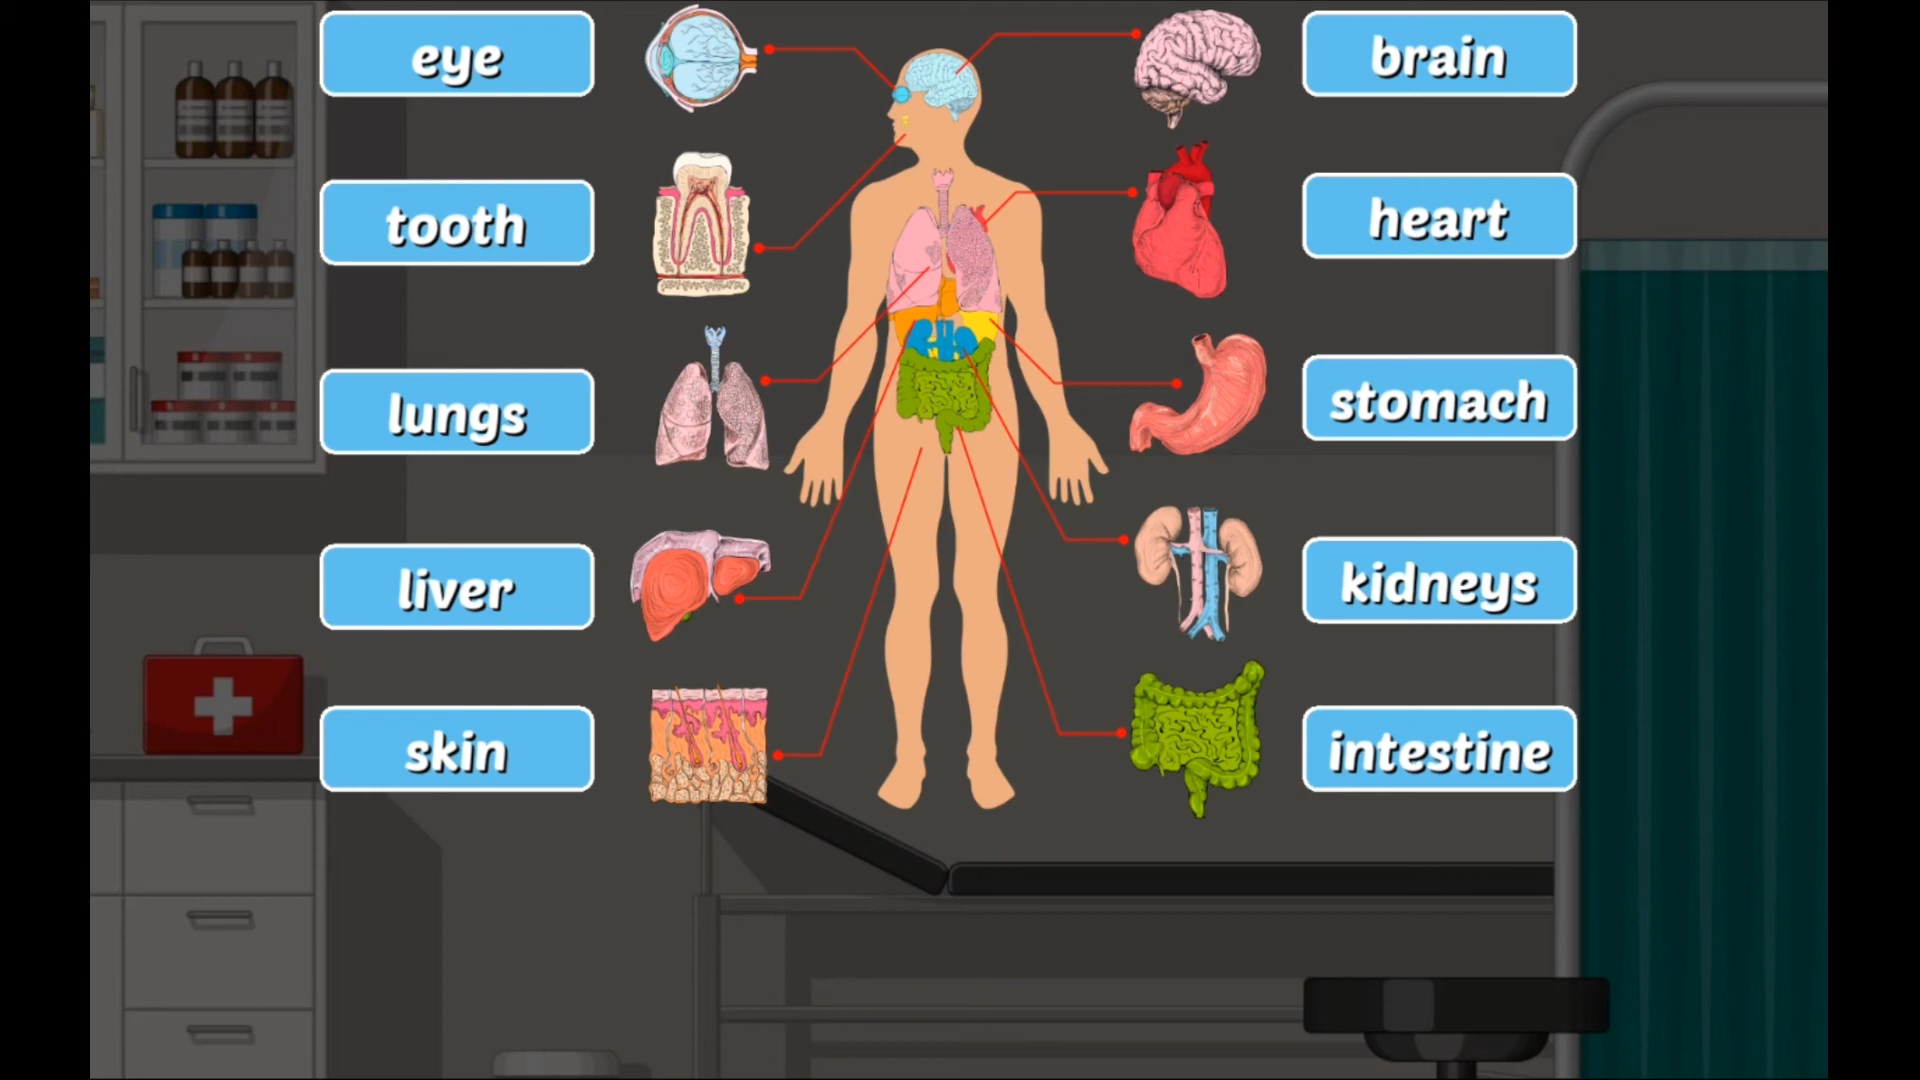 eye
brain
tooth
heart
lungs
stomach
liver
kidneys
skin
intestine